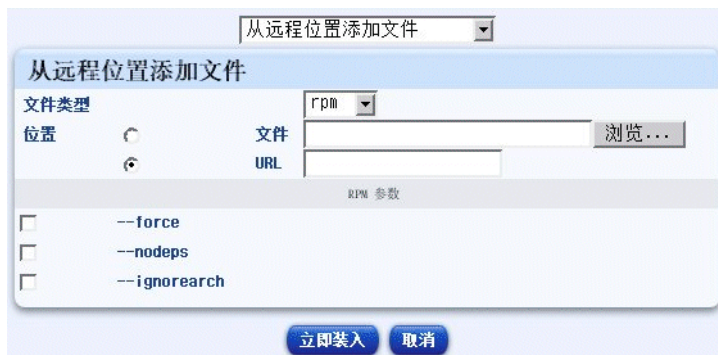 从远程位置添加文件
从远程位置添加文件
文件类型 rpm
位置 文件 浏览...
URL
RPM 参数
--force
--nodeps
--ignorearch
立即装入 取消